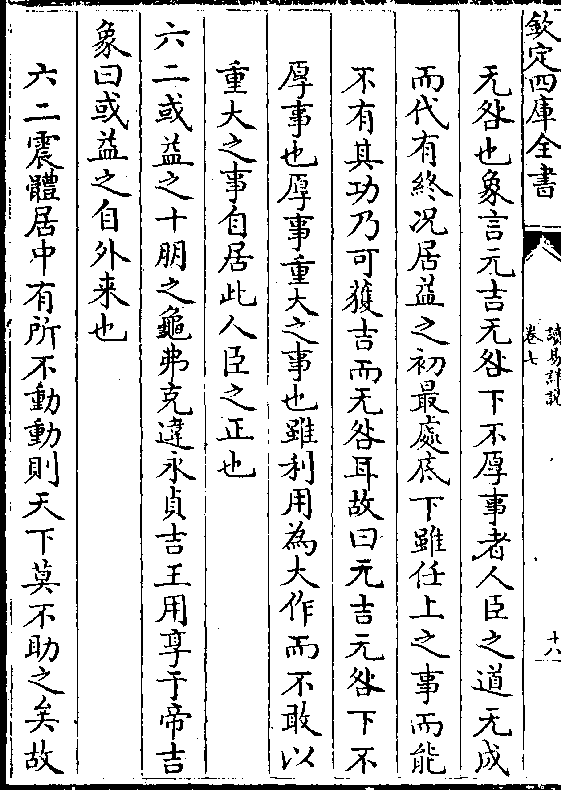 欽定四庫全書
讀易詳說
卷七
十八
无咎也象言元吉无咎下不厚事者人臣之道无成
而代有終况居益之初最處底下雖任上之事而能
不有其功乃可獲吉而无咎耳故曰元吉无咎下不
厚事也厚事重大之事也雖利用為大作而不敢以
重大之事自居此人臣之正也
六二或益之十朋之龜弗克違永貞吉王用享于帝吉
象曰或益之自外来也
六二震體居中有所不動動則天下莫不助之矣故